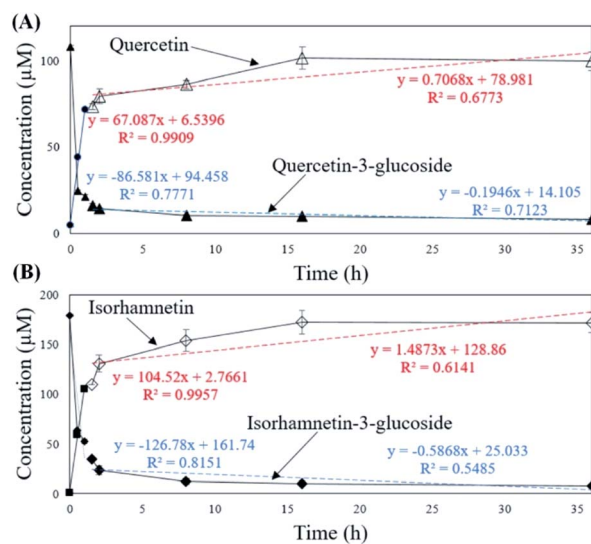 (A)
Concentration (µM)
100
50
0
Quercetin
y = 0.7068x + 78.981
R² = 0.6773
y = 67.087x + 6.5396
R² = 0.9909
Quercetin-3-glucoside
y = -86.581x + 94.458
R² = 0.7771
y = -0.1946x + 14.105
R² = 0.7123
0 5 10 15 20 25 30 35
Time (h)
(B)
Concentration (µM)
200
150
100
50
0
Isorhamnetin
y = 1.4873x + 128.86
R² = 0.6141
y = 104.52x + 2.7661
R² = 0.9957
Isorhamnetin-3-glucoside
y = -126.78x + 161.74
R² = 0.8151
y = -0.5868x + 25.033
R² = 0.5485
0 5 10 15 20 25 30 35
Time (h)